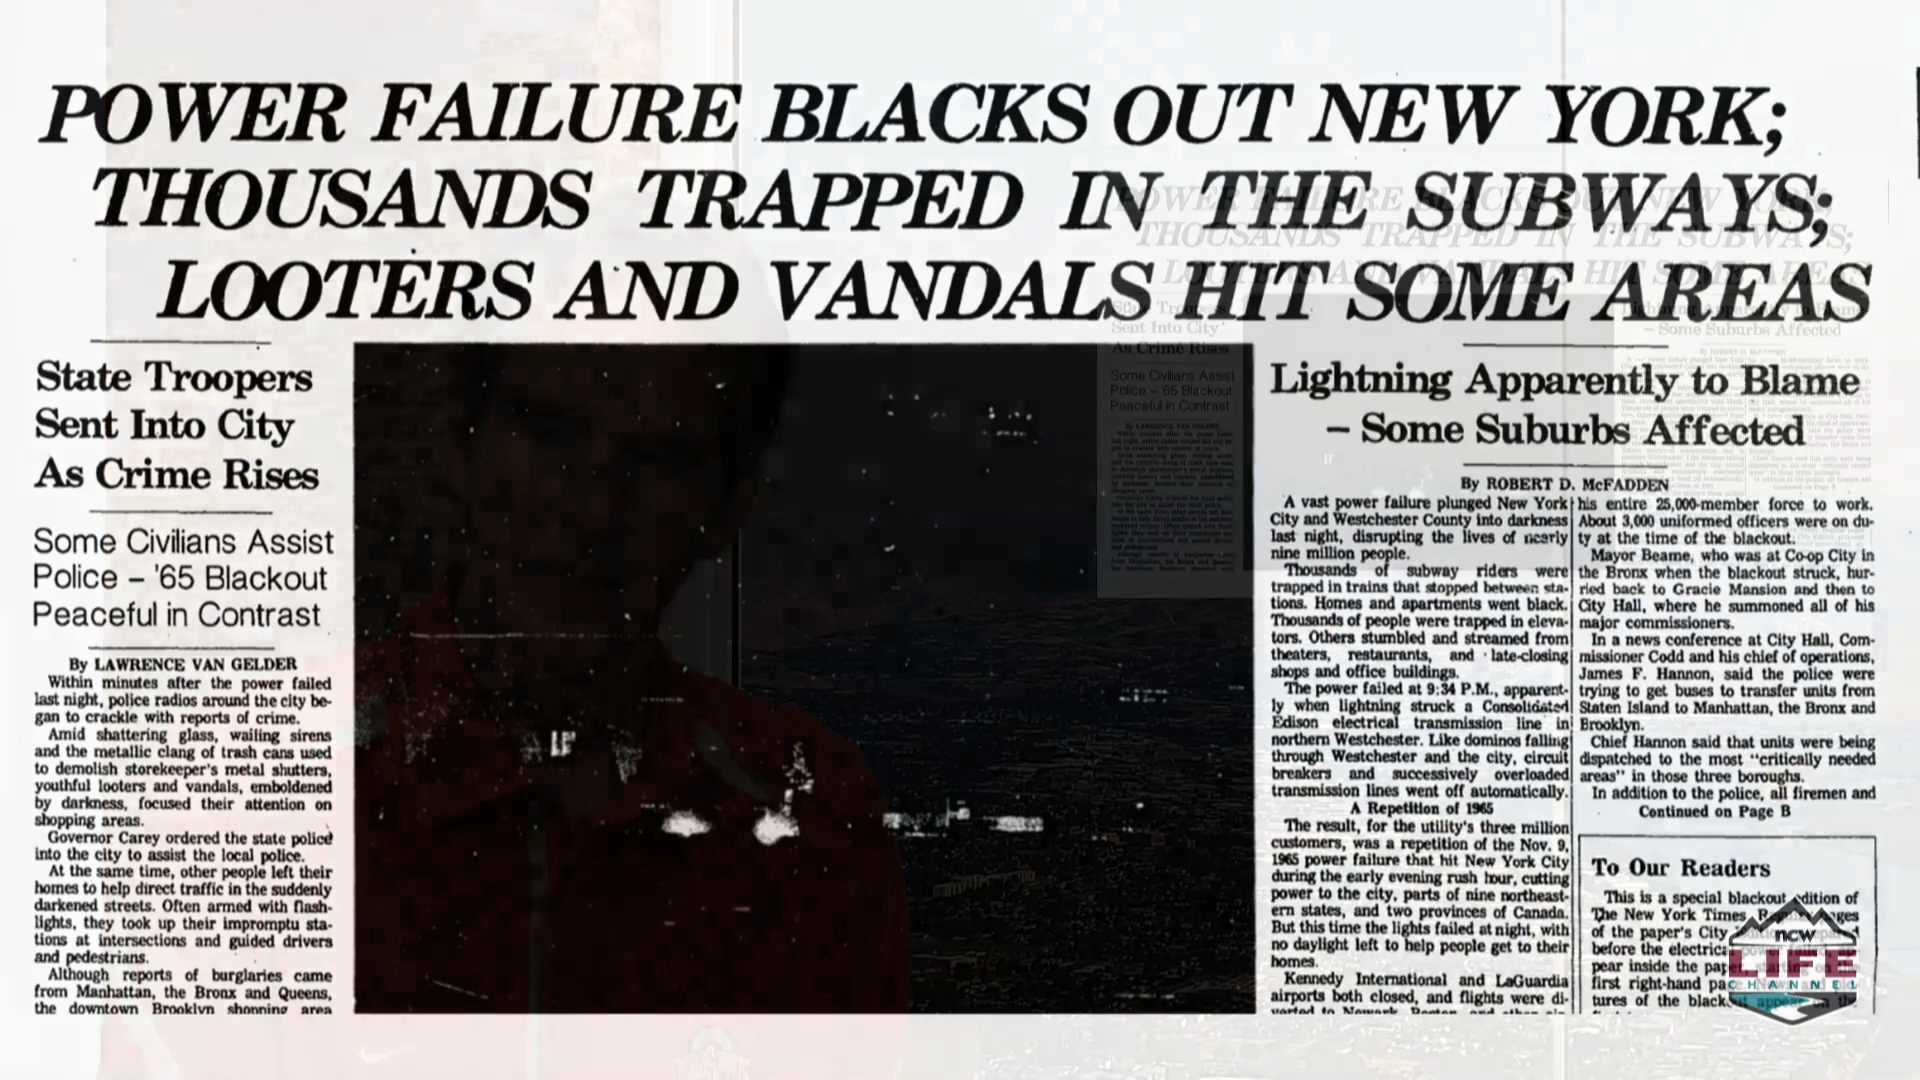 POWER FAILURE BLACKS OUT NEW YORK;
THOUSANDS TRAPPED IN THE SUBWAYS;
LOOTERS AND VANDALS HIT SOME AREAS
State Troopers
Sent Into City
As Crime Rises
Some Civilians Assist
Police – '65 Blackout
Peaceful in Contrast
By LAWRENCE VAN GELDER
Within minutes after the power failed
last night, police radios around the city be-
gan to crackle with reports of crime.
Amid shattering glass, wailing sirens
and the metallic clang of trash cans used
to demolish storekeeper's metal shutters,
youthful looters and vandals, emboldened
by darkness, focused their attention on
shopping areas.
Governor Carey ordered the state police
into the city to assist the local police.
At the same time, other people left their
homes to help direct traffic in the suddenly
darkened streets. Often armed with flash-
lights, they took up their impromptu sta-
tions at intersections and guided drivers
and pedestrians.
Although reports of burglaries came
from Manhattan, the Bronx and Queens,
the downtown Brooklyn shopping area
Lightning Apparently to Blame
– Some Suburbs Affected
By ROBERT D. McFADDEN
A vast power failure plunged New York
City and Westchester County into darkness
last night, disrupting the lives of nearly
nine million people.
Thousands of subway riders were
trapped in trains that stopped between sta-
tions. Homes and apartments went black.
Thousands of people were trapped in eleva-
tors. Others stumbled and streamed from
theaters, restaurants, and late-closing
shops and office buildings.
The power failed at 9:34 P.M., apparent-
ly when lightning struck a Consolidated
Edison electrical transmission line in
northern Westchester. Like dominos falling
through Westchester and the city, circuit
breakers and successively overloaded
transmission lines went off automatically.
A Repetition of 1965
The result, for the utility's three million
customers, was a repetition of the Nov. 9,
1965 power failure that hit New York City
during the early evening rush hour, cutting
power to the city, parts of nine northeast-
ern states, and two provinces of Canada.
But this time the lights failed at night, with
no daylight left to help people get to their
homes.
Kennedy International and LaGuardia
airports both closed, and flights were di-
verted to Newark, Boston, and other
his entire 25,000-member force to work.
About 3,000 uniformed officers were on du-
ty at the time of the blackout.
Mayor Beame, who was at Co-op City in
the Bronx when the blackout struck, hur-
ried back to Gracie Mansion and then to
City Hall, where he summoned all of his
major commissioners.
In a news conference at City Hall, Com-
missioner Codd and his chief of operations,
James F. Hannon, said the police were
trying to get buses to transfer units from
Staten Island to Manhattan, the Bronx and
Brooklyn.
Chief Hannon said that units were being
dispatched to the most "critically needed
areas" in those three boroughs.
In addition to the police, all firemen and
Continued on Page B
To Our Readers
This is a special blackout edition of
The New York Times. ages
of the paper's City
before the electrica
pear inside the pape
first right-hand pa
tures of the blackout appear on the
ncw
LIFE
CHANNEL